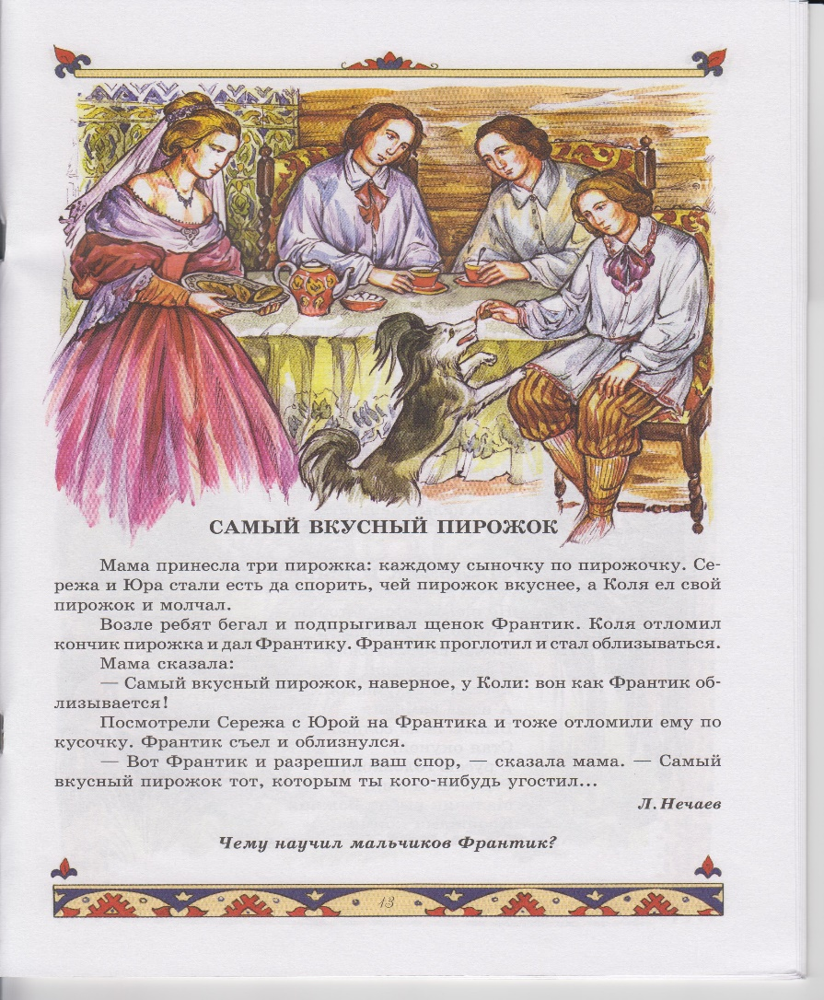 САМЫЙ ВКУСНЫЙ ПИРОЖОК
Мама принесла три пирожка: каждому сыночку по пирожочку. Се-
режа и Юра стали есть да спорить, чей пирожок вкуснее, а Коля ел свой
пирожок и молчал.
Возле ребят бегал и подпрыгивал щенок Франтик. Коля отломил
кончик пирожка и дал Франтику. Франтик проглотил и стал облизываться.
Мама сказала:
— Самый вкусный пирожок, наверное, у Коли: вон как Франтик об-
лизывается!
Посмотрели Сережа с Юрой на Франтика и тоже отломили ему по
кусочку. Франтик съел и облизнулся.
— Вот Франтик и разрешил ваш спор, — сказала мама. — Самый
вкусный пирожок тот, которым ты кого-нибудь угостил...
Л. Нечаев
Чему научил мальчиков Франтик?
13